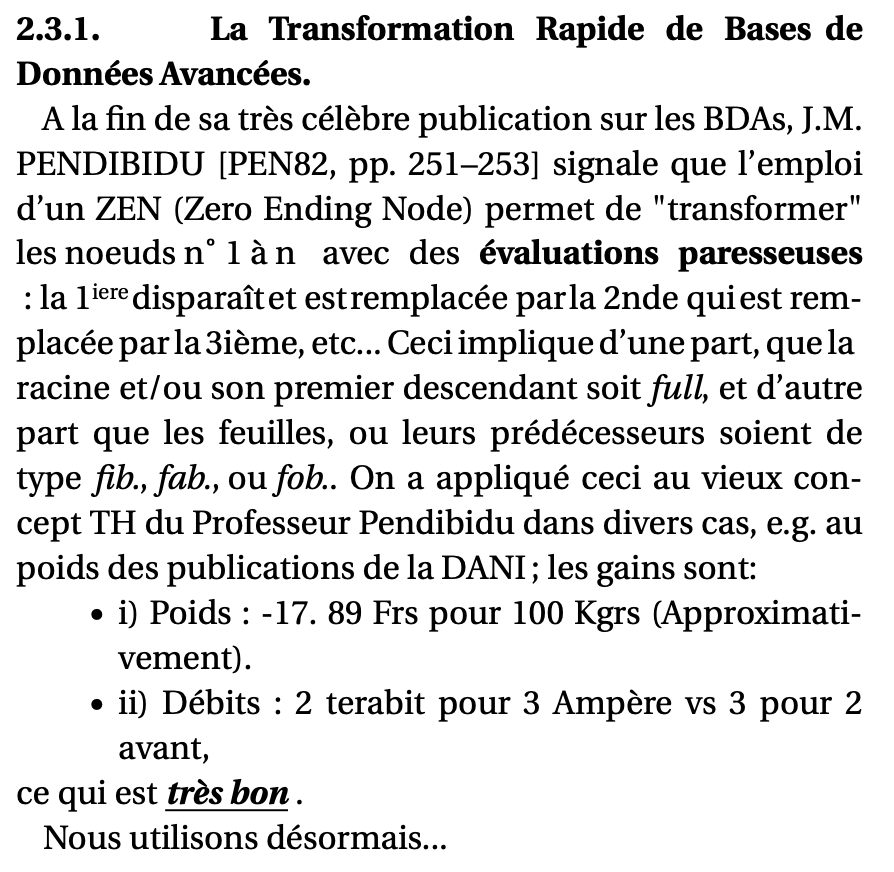 2.3.1. La Transformation Rapide de Bases de
Données Avancées.
A la fin de sa très célèbre publication sur les BDAs, J.M.
PENDIBIDU [PEN82, pp. 251–253] signale que l’emploi
d’un ZEN (Zero Ending Node) permet de "transformer"
les noeuds n° 1 à n avec des évaluations paresseuses
: la 1iere disparaît et est remplacée par la 2nde qui est rem-
placée par la 3ième, etc... Ceci implique d’une part, que la
racine et/ou son premier descendant soit full, et d’autre
part que les feuilles, ou leurs prédécesseurs soient de
type fib., fab., ou fob.. On a appliqué ceci au vieux con-
cept TH du Professeur Pendibidu dans divers cas, e.g. au
poids des publications de la DANI ; les gains sont:
• i) Poids : -17. 89 Frs pour 100 Kgrs (Approximati-
vement).
• ii) Débits : 2 terabit pour 3 Ampère vs 3 pour 2
avant,
ce qui est très bon .
Nous utilisons désormais...